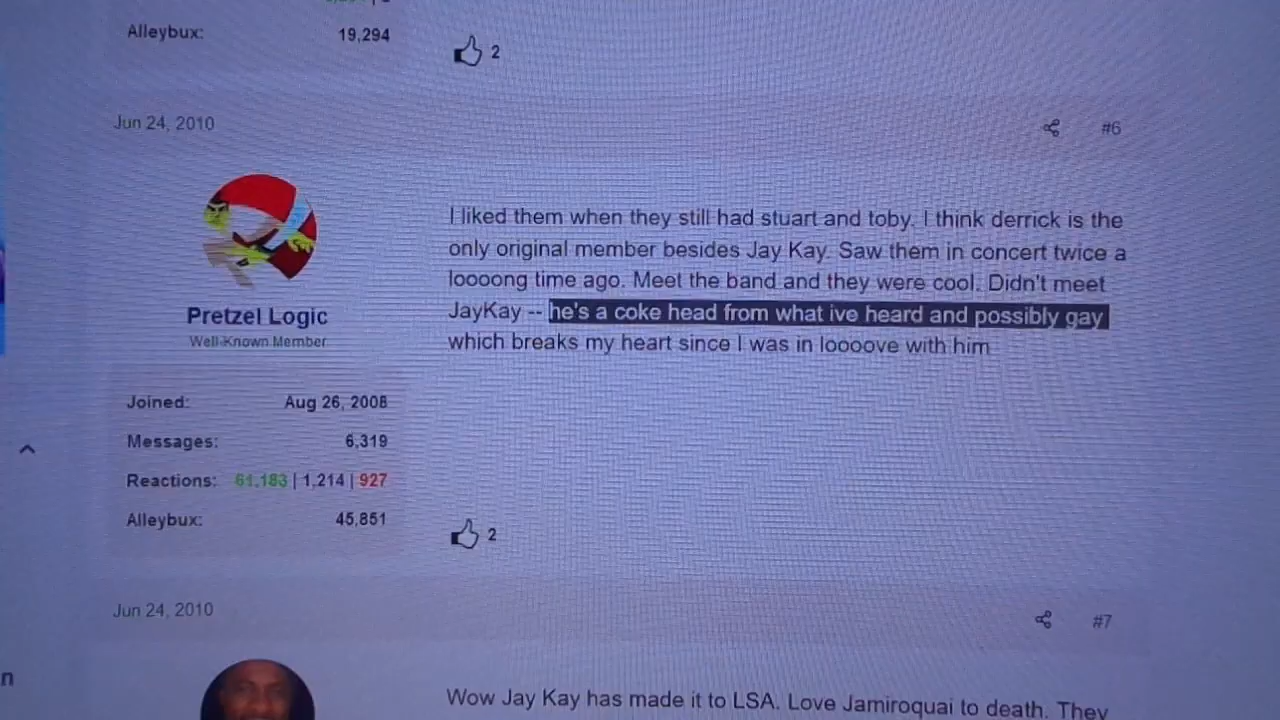 Alleybux: 19,294
2
Jun 24, 2010
#6
Pretzel Logic
Well-Known Member
Joined: Aug 26, 2008
Messages: 6,319
Reactions: 61,183 | 1,214 | 927
Alleybux: 45,851
I liked them when they still had stuart and toby. I think derrick is the
only original member besides Jay Kay. Saw them in concert twice a
loooong time ago. Meet the band and they were cool. Didn't meet
JayKay -- he's a coke head from what ive heard and possibly gay
which breaks my heart since I was in loooove with him
2
Jun 24, 2010
#7
n
Wow Jay Kay has made it to LSA. Love Jamiroquai to death. They